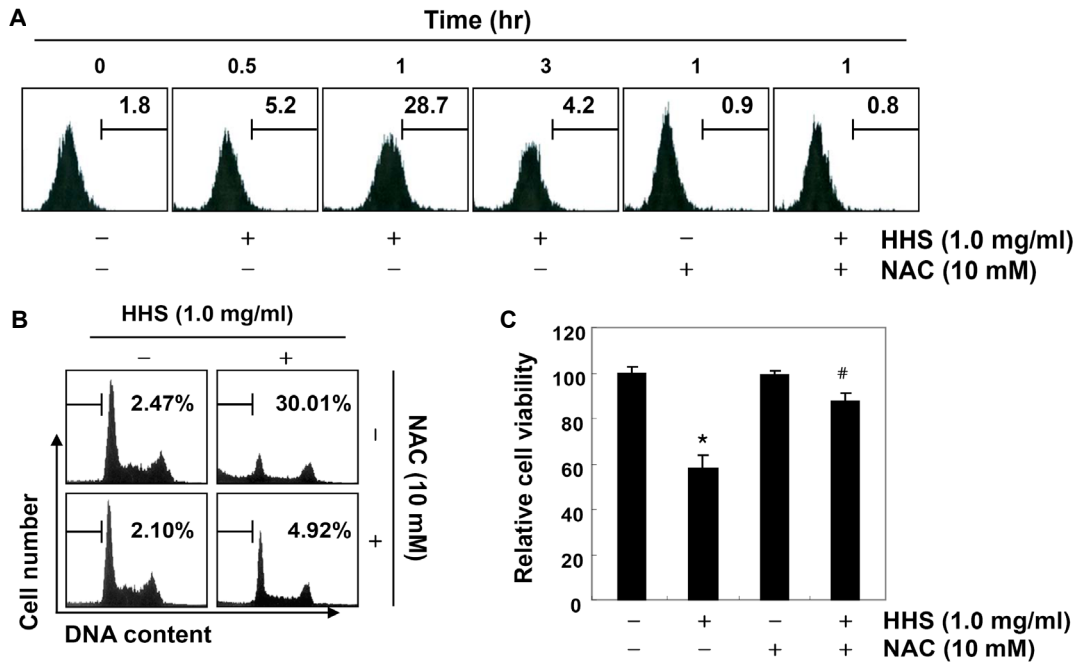 A
Time (hr)
0 0.5 1 3 1 1
1.8 5.2 28.7 4.2 0.9 0.8
− + + + − + HHS (1.0 mg/ml)
− − − − + + NAC (10 mM)
B
HHS (1.0 mg/ml)
− +
2.47% 30.01%
−
2.10% 4.92%
+
NAC (10 mM)
Cell number
DNA content
C
Relative cell viability
120
100
80
60
40
20
0
*
#
− + − + HHS (1.0 mg/ml)
− − + + NAC (10 mM)